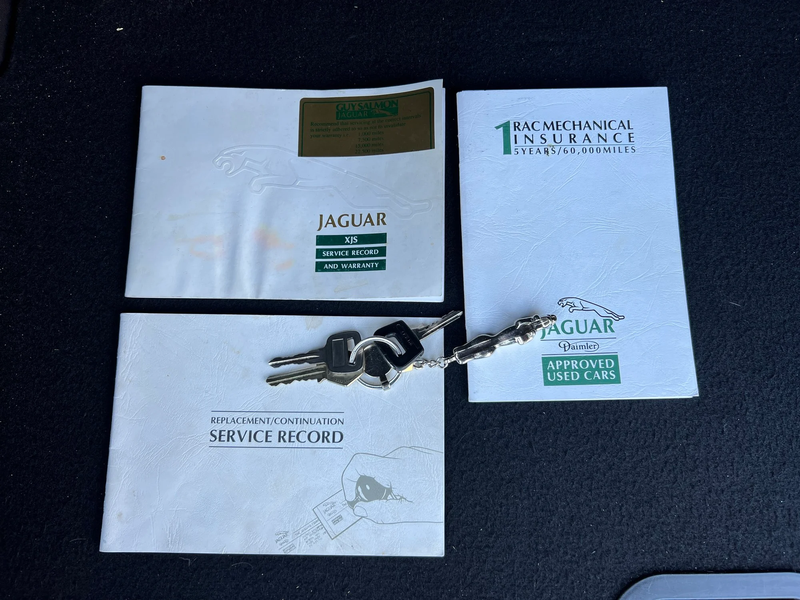 GUY SALMON
JAGUAR
JAGUAR
XJS
SERVICE RECORD
AND WARRANTY
1 RAC MECHANICAL
INSURANCE
5 YEARS/60,000 MILES
JAGUAR
Daimler
APPROVED
USED CARS
REPLACEMENT/CONTINUATION
SERVICE RECORD